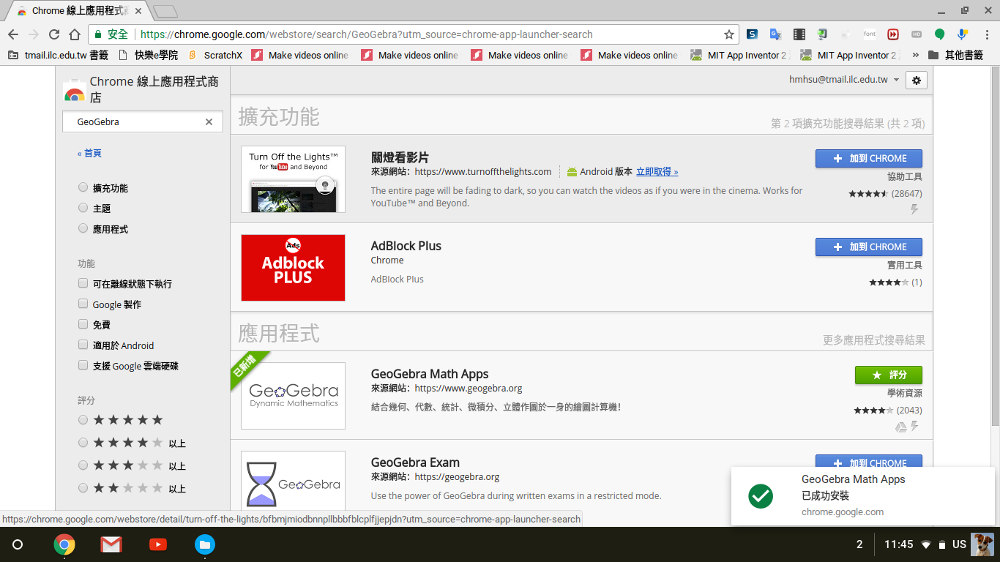 Chrome 線上應用程式商
安全
https://chrome.google.com/webstore/search/GeoGebra?utm_source=chrome-app-launcher-search
font
HD
tmail.ilc.edu.tw 書籤
快樂e學院
ScratchX
Make videos online
Make videos online
Make videos online
Make videos online
MIT App Inventor 2
MIT App Inventor 2
»
其他書籤
Chrome 線上應用程式商
店
hmhsu@tmail.ilc.edu.tw
GeoGebra
« 首頁
擴充功能
主題
應用程式
功能
可在離線狀態下執行
Google 製作
免費
適用於 Android
支援 Google 雲端硬碟
評分
以上
以上
以上
擴充功能
第 2 項擴充功能搜尋結果 (共 2 項)
Turn Off the Lights™
for YouTube and Beyond
關燈看影片
來源網站：https://www.turnoffthelights.com
Android 版本 立即取得 »
The entire page will be fading to dark, so you can watch the videos as if you were in the cinema. Works for
YouTube™ and Beyond.
加到 CHROME
協助工具
(28647)
Ads
Adblock
PLUS
AdBlock Plus
Chrome
AdBlock Plus
加到 CHROME
實用工具
(1)
應用程式
更多應用程式搜尋結果
已新增
GeoGebra
Dynamic Mathematics
GeoGebra Math Apps
來源網站：https://www.geogebra.org
結合幾何、代數、統計、微積分、立體作圖於一身的繪圖計算機！
評分
學術資源
(2043)
GeoGebra
GeoGebra Exam
來源網站：https://geogebra.org
Use the power of GeoGebra during written exams in a restricted mode.
加到 CHROME
GeoGebra Math Apps
已成功安裝
chrome.google.com
https://chrome.google.com/webstore/detail/turn-off-the-lights/bfbmjmiodbnnpllbbbfblcplfjjepjdn?utm_source=chrome-app-launcher-search
2
11:45
US